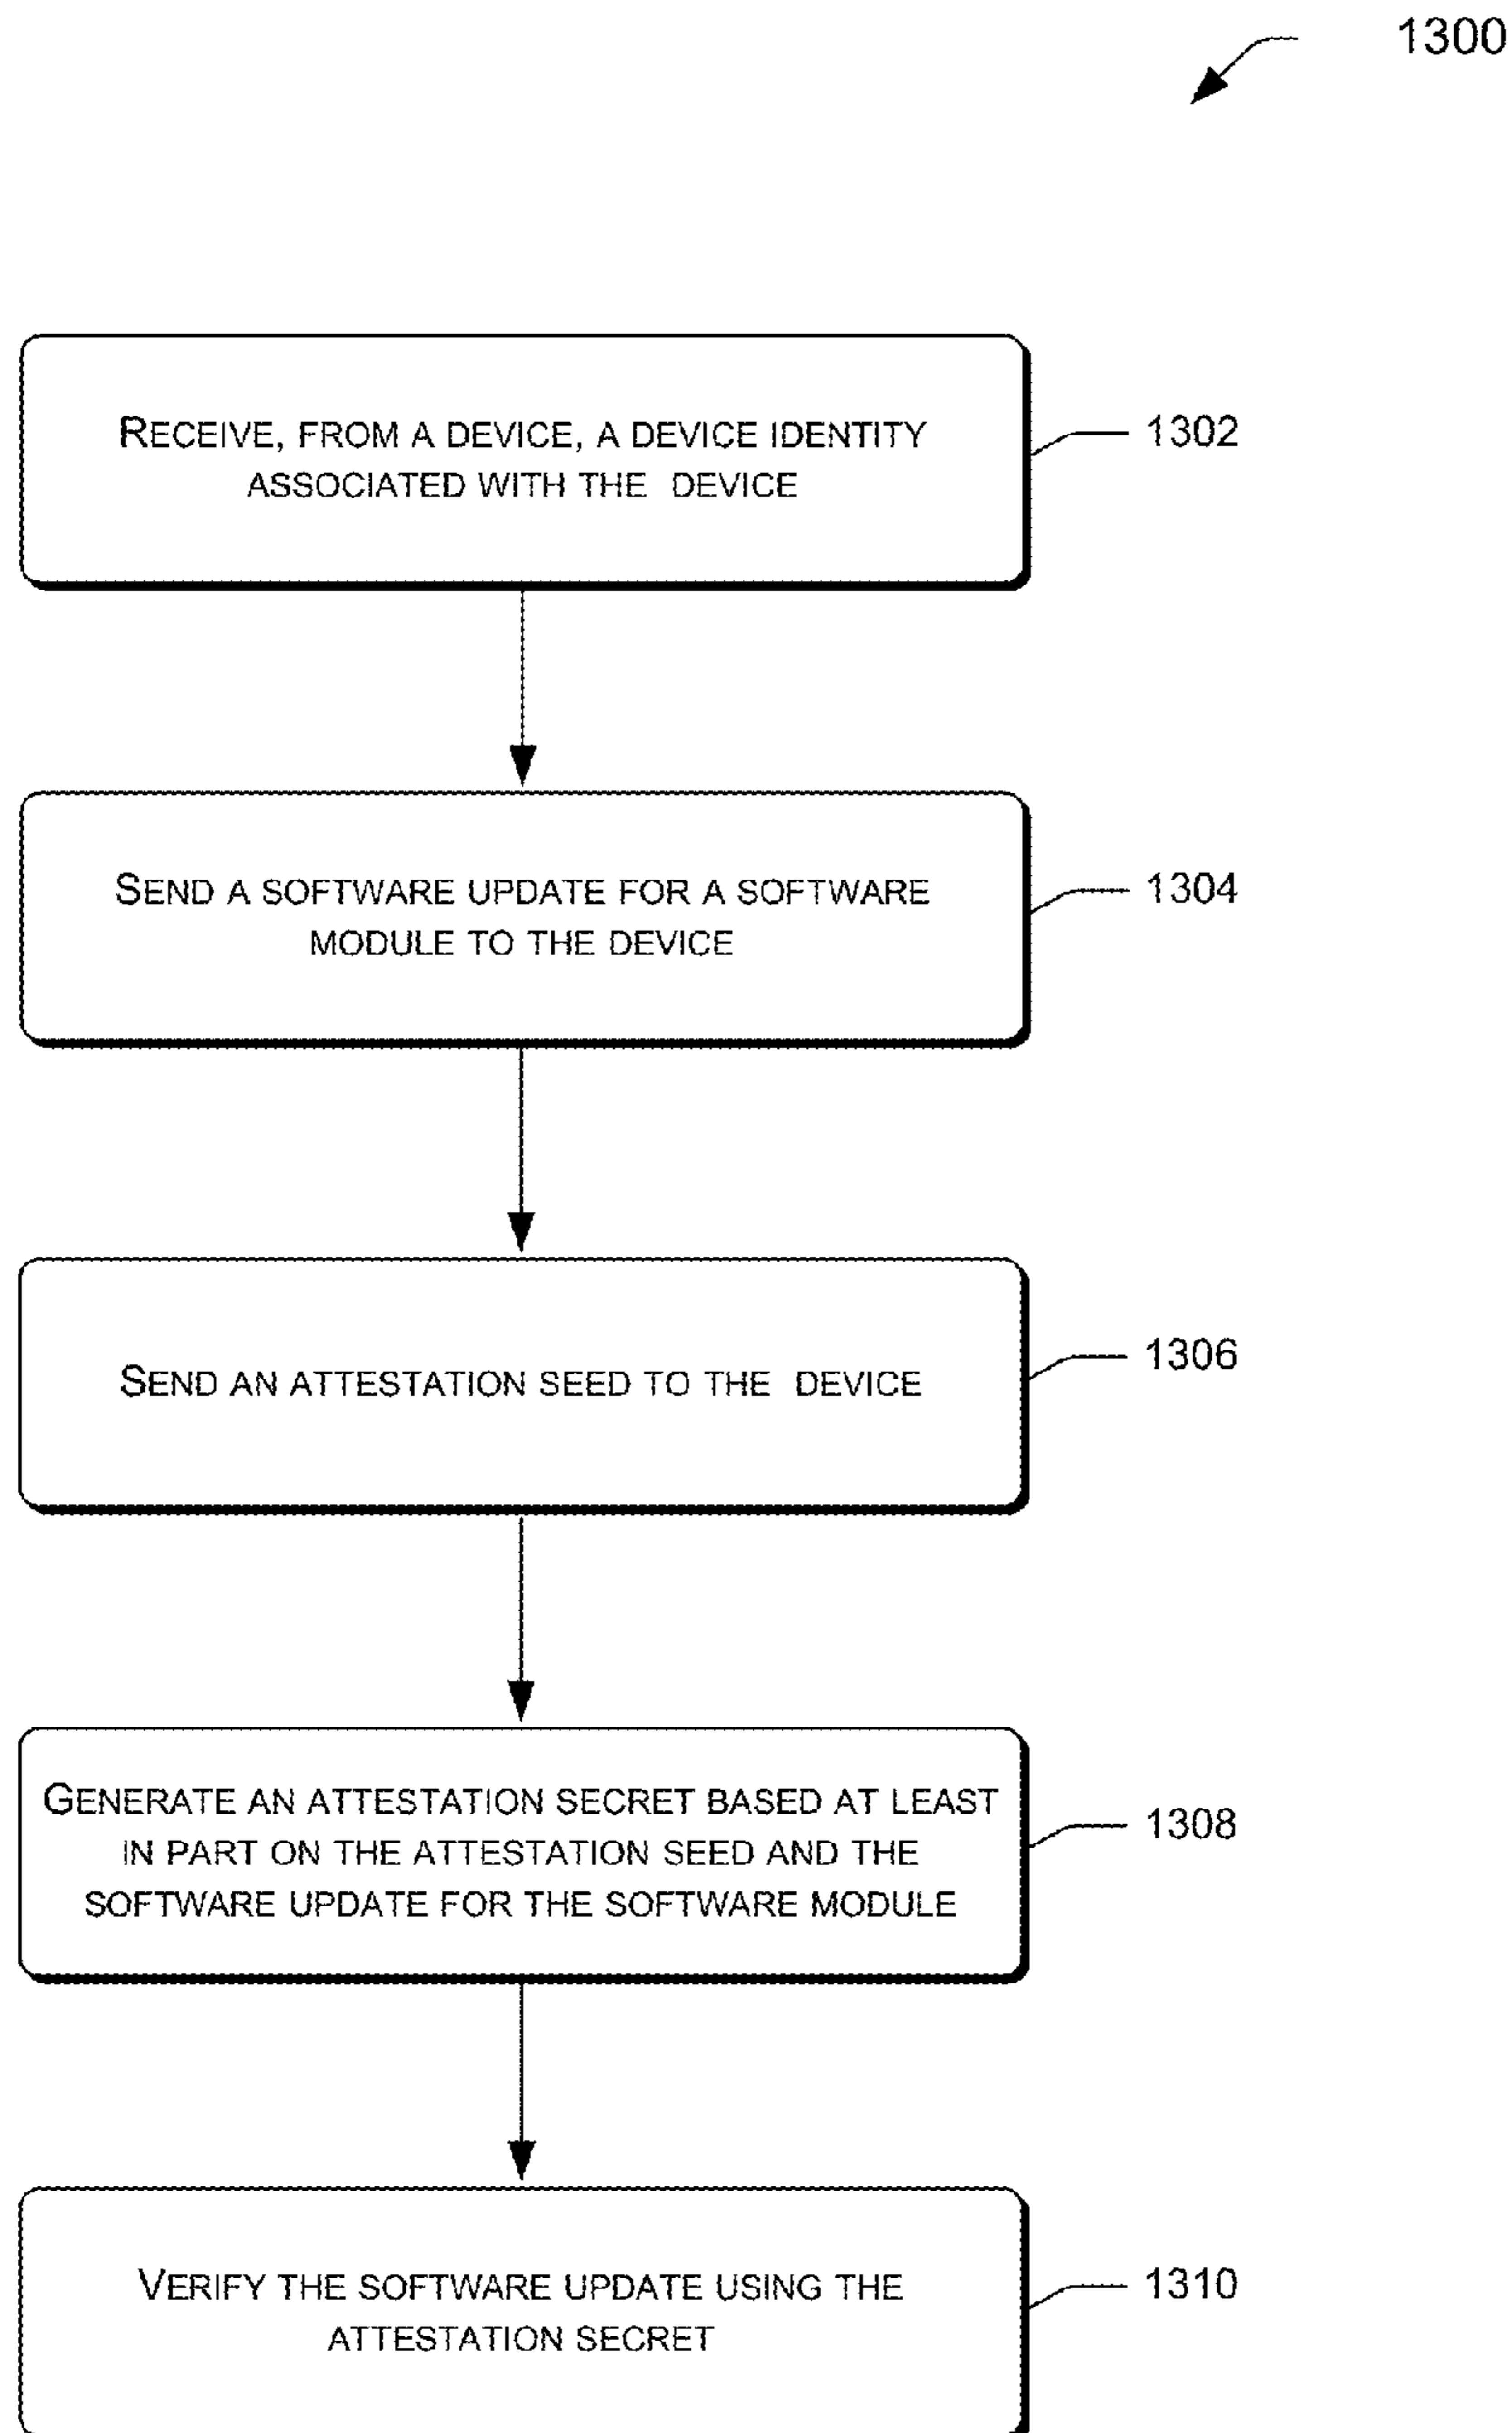 1300
RECEIVE, FROM A DEVICE, A DEVICE IDENTITY
ASSOCIATED WITH THE DEVICE
1302
SEND A SOFTWARE UPDATE FOR A SOFTWARE
MODULE TO THE DEVICE
1304
SEND AN ATTESTATION SEED TO THE DEVICE
1306
GENERATE AN ATTESTATION SECRET BASED AT LEAST
IN PART ON THE ATTESTATION SEED AND THE
SOFTWARE UPDATE FOR THE SOFTWARE MODULE
1308
VERIFY THE SOFTWARE UPDATE USING THE
ATTESTATION SECRET
1310